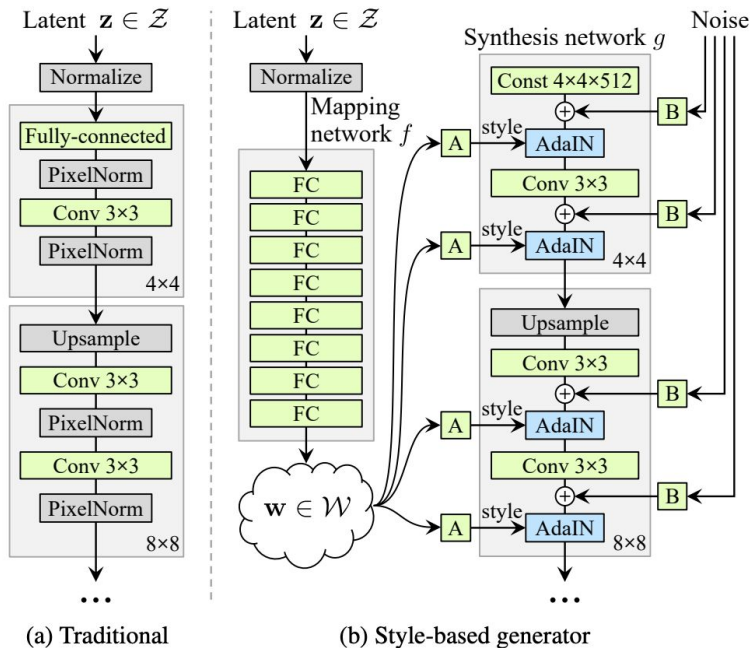 Latent z ∈ 𝒵
Normalize
Fully-connected
PixelNorm
Conv 3×3
PixelNorm
4×4
Upsample
Conv 3×3
PixelNorm
Conv 3×3
PixelNorm
8×8
...
(a) Traditional
Latent z ∈ 𝒵
Normalize
Mapping
network f
FC
FC
FC
FC
FC
FC
FC
FC
w ∈ 𝒲
A
style
A
style
A
style
A
style
Synthesis network g
Const 4×4×512
+
AdaIN
Conv 3×3
+
AdaIN
4×4
Upsample
Conv 3×3
+
AdaIN
Conv 3×3
+
AdaIN
8×8
...
Noise
B
B
B
B
(b) Style-based generator